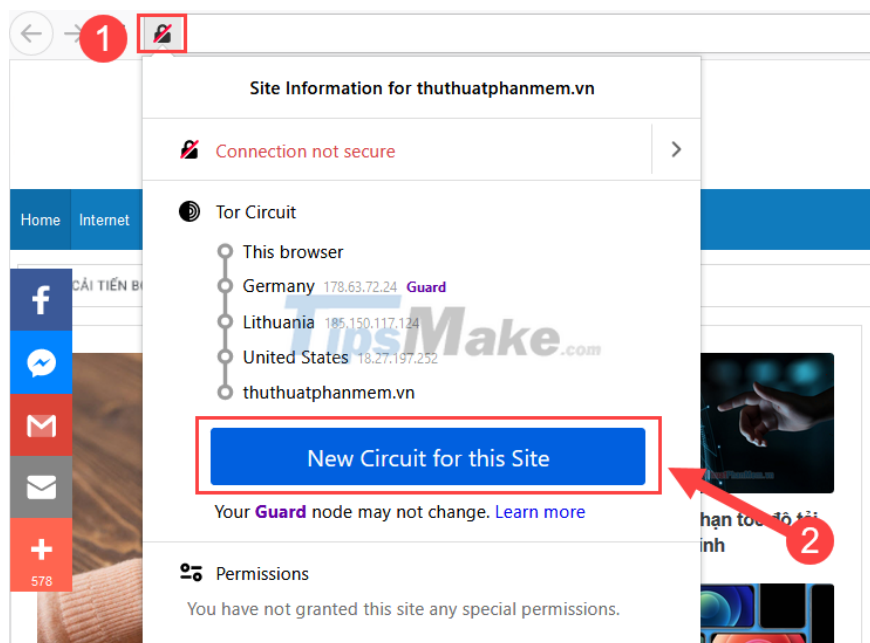 1
Site Information for thuthuatphanmem.vn
Connection not secure
Tor Circuit
Home Internet
This browser
CẢI TIẾN B
Germany 178.63.72.24 Guard
Lithuania 185.150.117.124
TipsMake.com
United States 18.27.197.252
thuthuatphanmem.vn
New Circuit for this Site
Your Guard node may not change. Learn more
hạn tốc độ tải
ính
2
578
Permissions
You have not granted this site any special permissions.